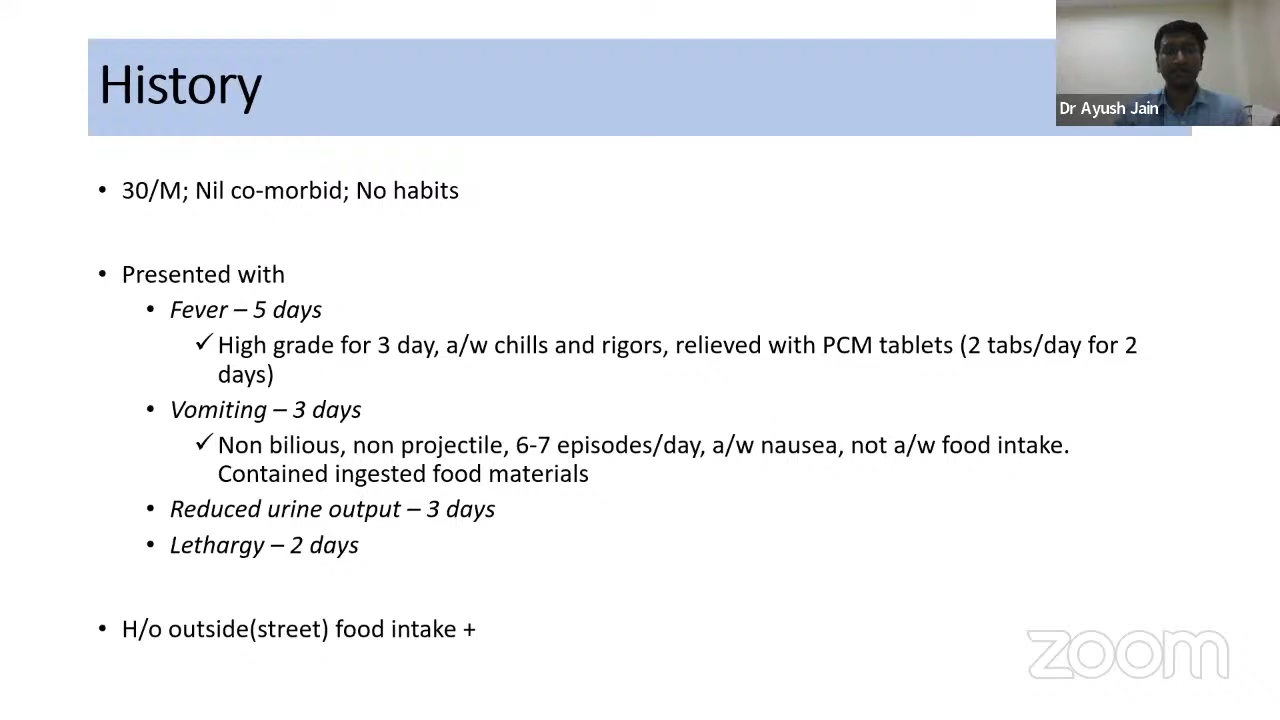 History
Dr Ayush Jain
• 30/M; Nil co-morbid; No habits
• Presented with
• Fever – 5 days
✓ High grade for 3 day, a/w chills and rigors, relieved with PCM tablets (2 tabs/day for 2
days)
• Vomiting – 3 days
✓ Non bilious, non projectile, 6-7 episodes/day, a/w nausea, not a/w food intake.
Contained ingested food materials
• Reduced urine output – 3 days
• Lethargy – 2 days
• H/o outside(street) food intake +
zoom